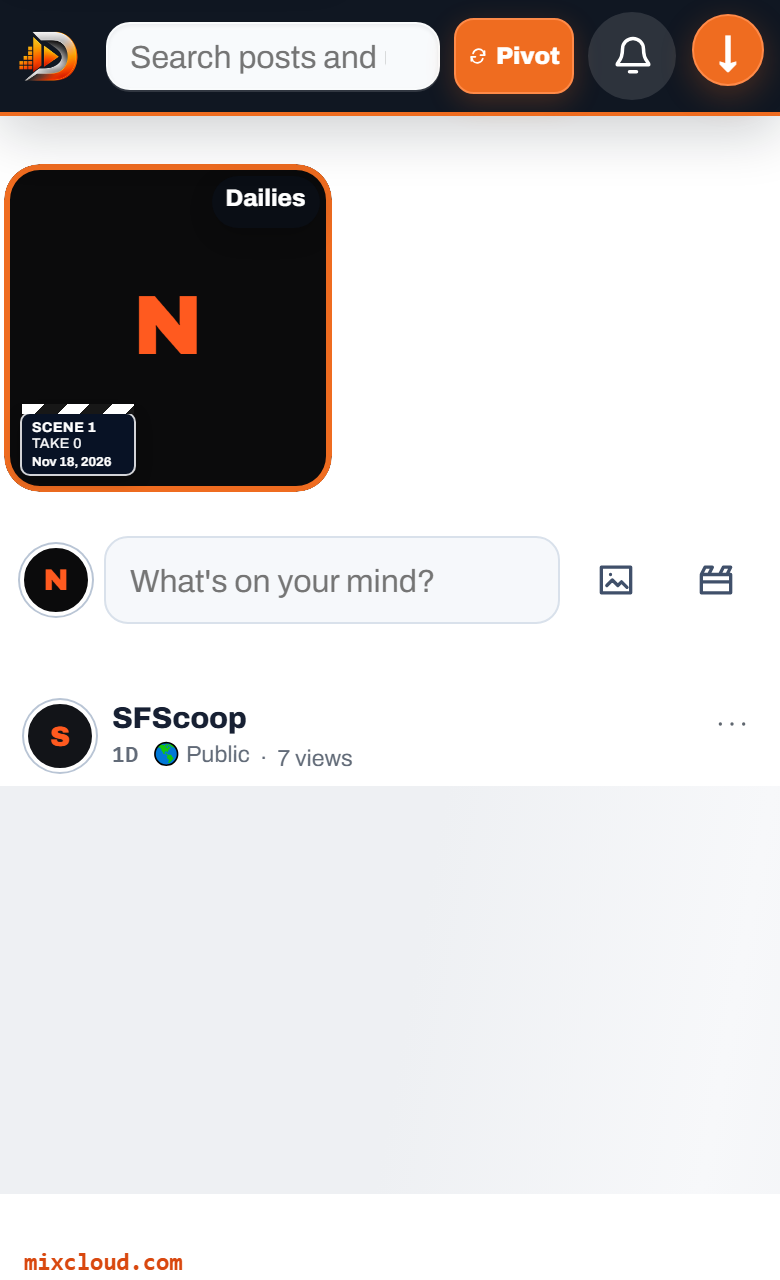 Search posts and
Pivot
Dailies
N
SCENE 1
TAKE 0
Nov 18, 2026
N
What's on your mind?
S
SFScoop
1D Public · 7 views
mixcloud.com